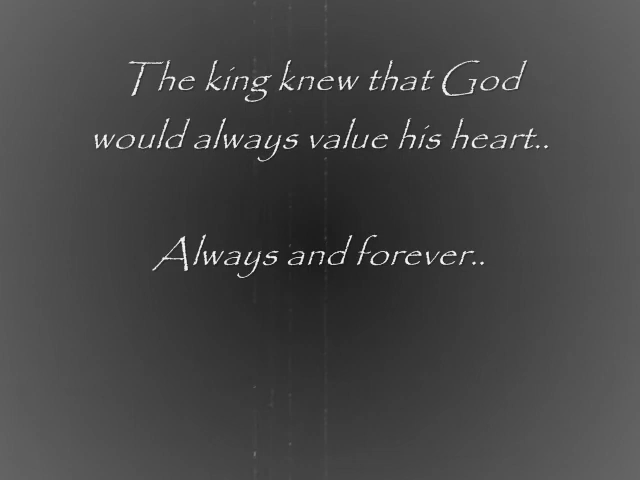 The king knew that God
would always value his heart..
Always and forever..